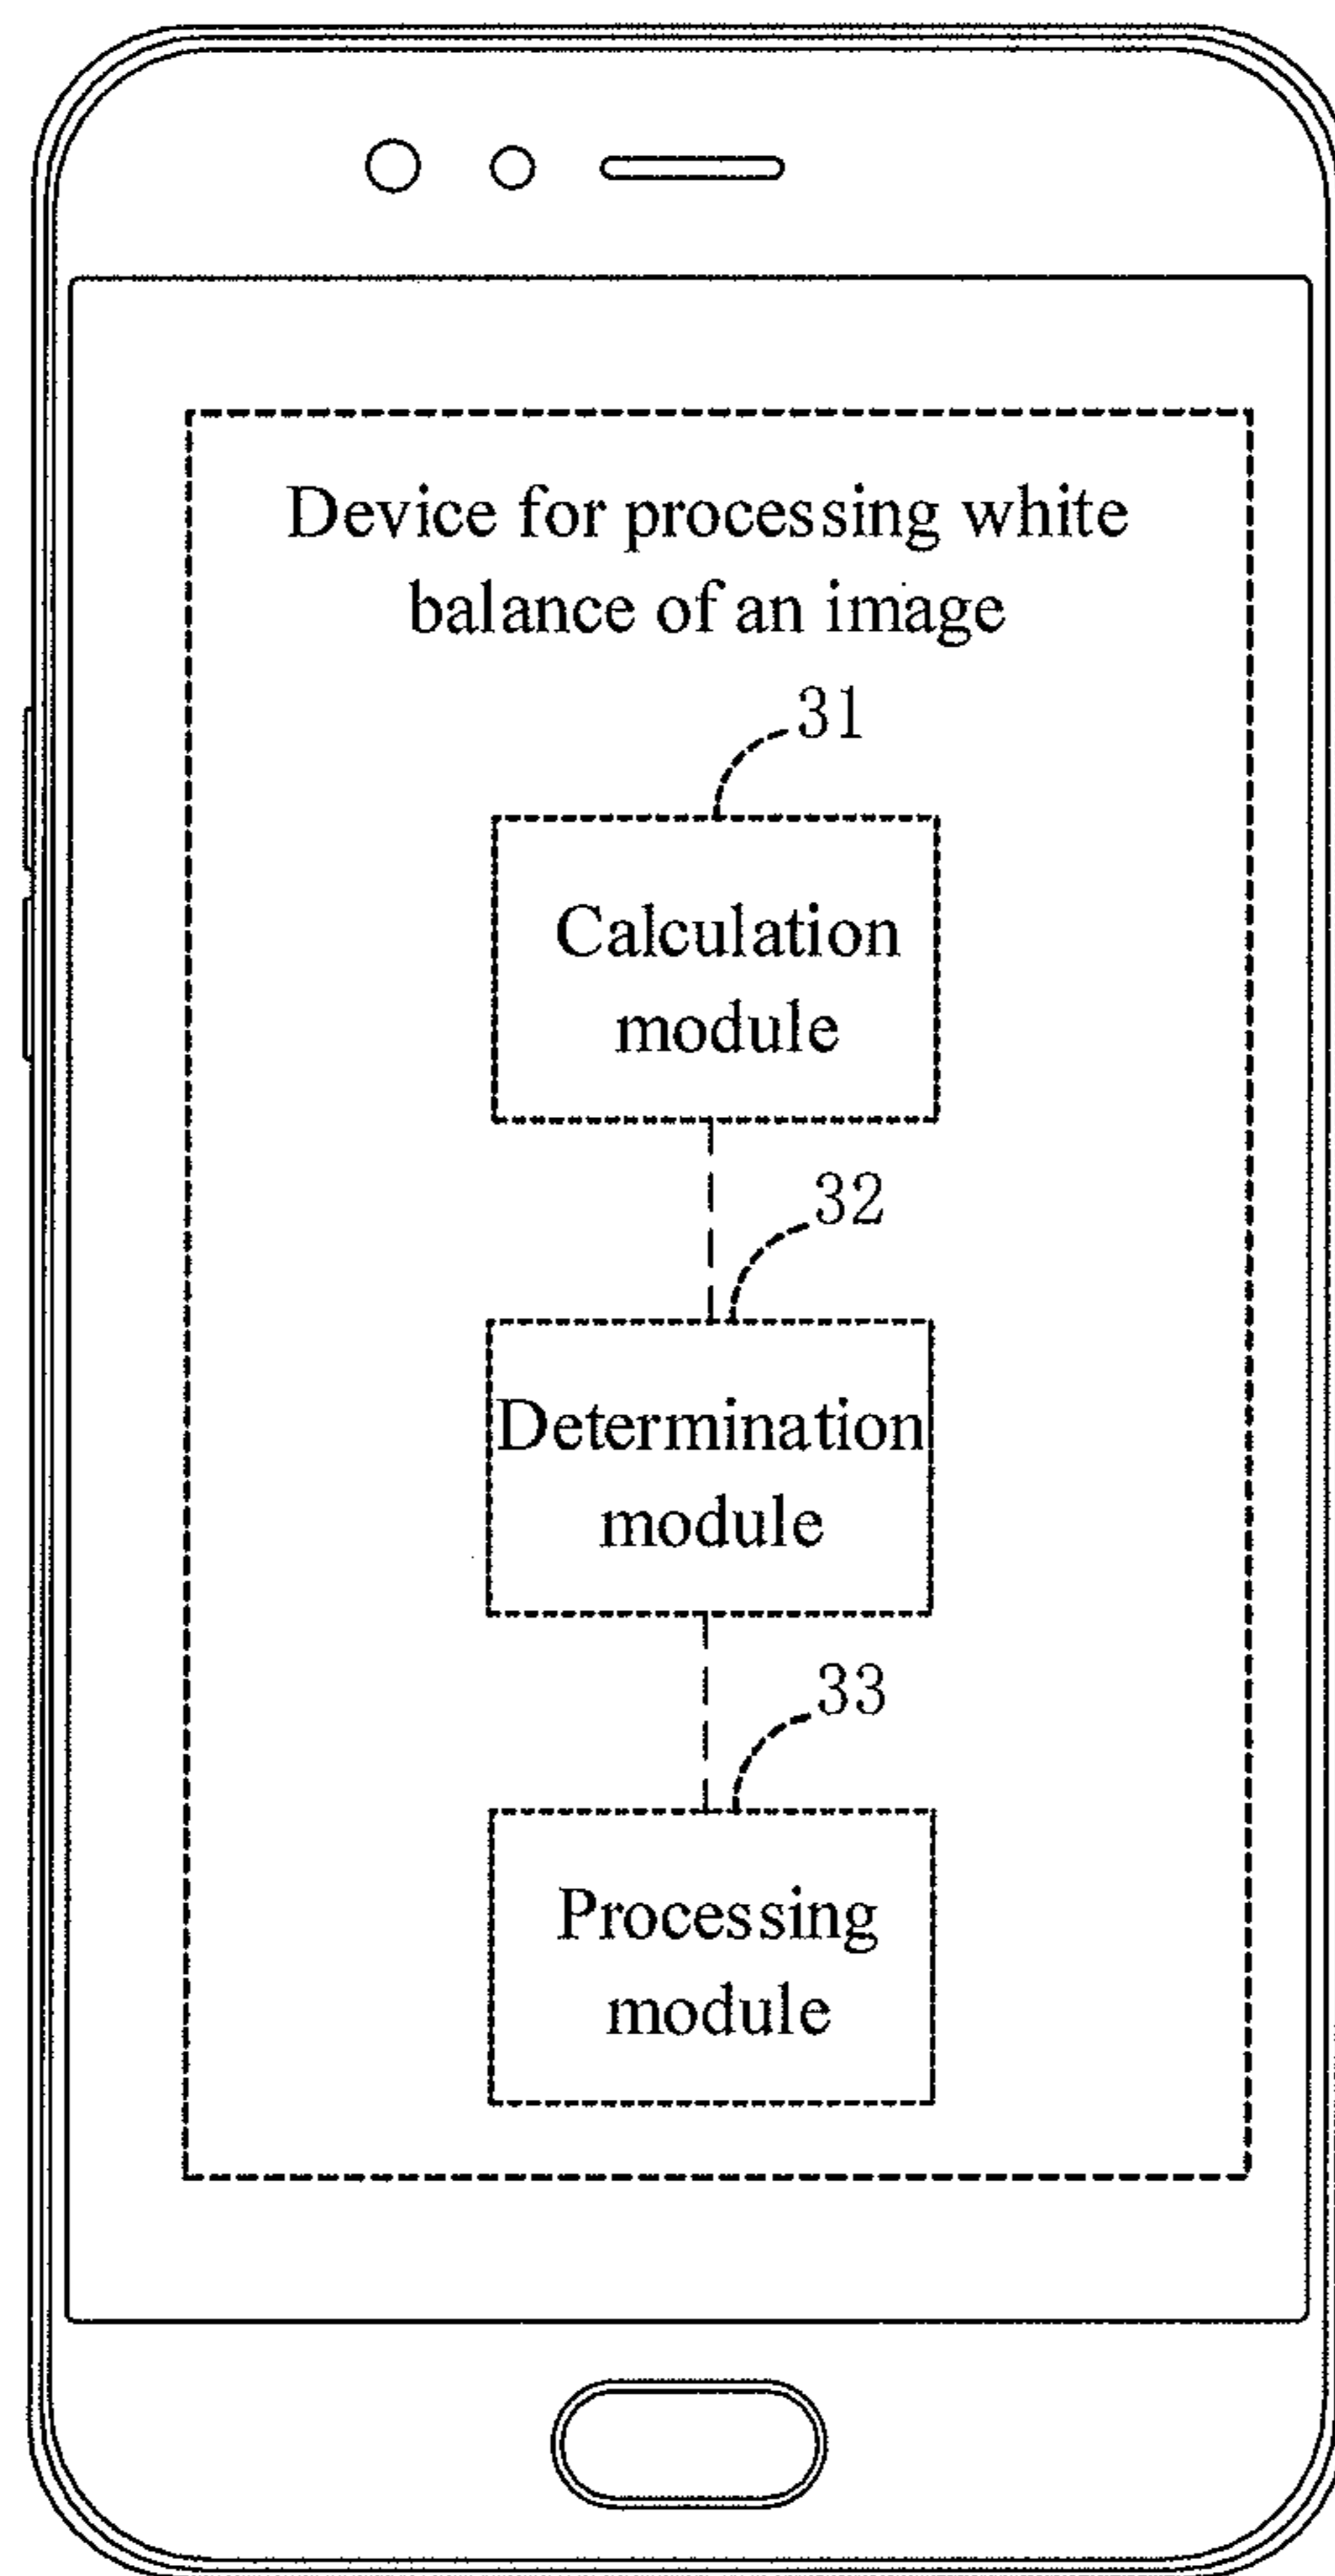 Device for processing white
balance of an image
31
Calculation
module
32
Determination
module
33
Processing
module